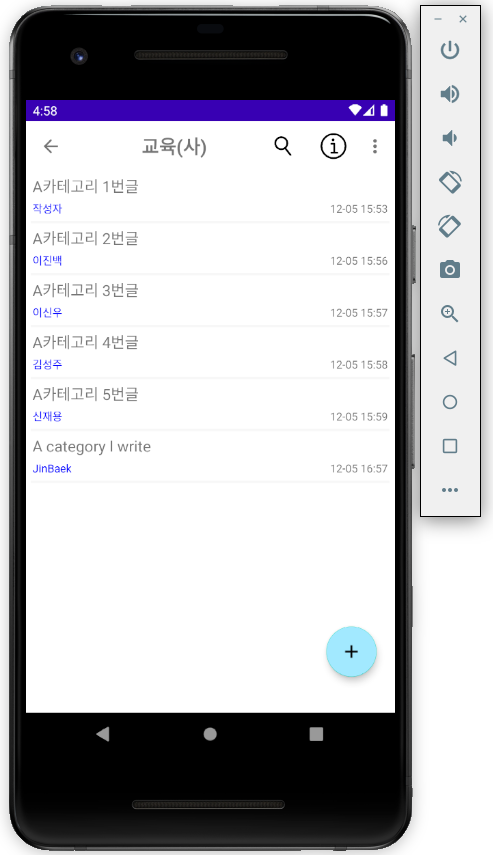 4:58
교육(사)
A카테고리 1번글
작성자 12-05 15:53
A카테고리 2번글
이진백 12-05 15:56
A카테고리 3번글
이신우 12-05 15:57
A카테고리 4번글
김성주 12-05 15:58
A카테고리 5번글
신재용 12-05 15:59
A category I write
JinBaek 12-05 16:57